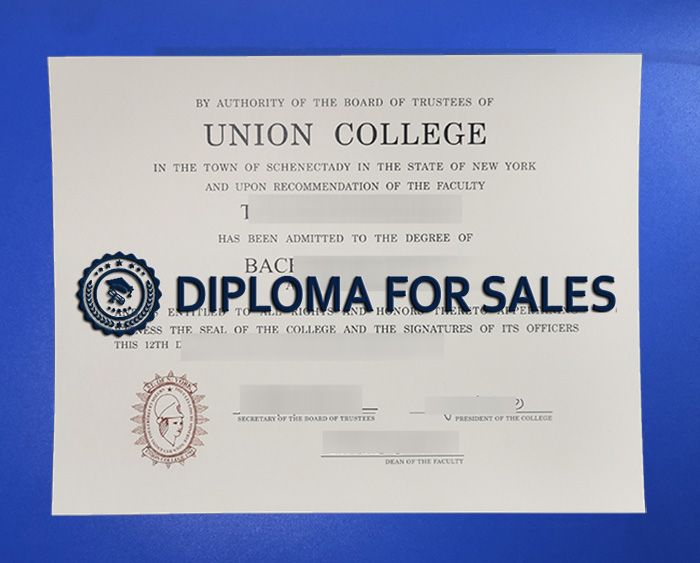 BY AUTHORITY OF THE BOARD OF TRUSTEES OF
UNION COLLEGE
IN THE TOWN OF SCHENECTADY IN THE STATE OF NEW YORK
AND UPON RECOMMENDATION OF THE FACULTY
HAS BEEN ADMITTED TO THE DEGREE OF
DIPLOMA FOR SALES
ENTITLED TO ALL RIGHTS AND HONORS THERETO
THE SEAL OF THE COLLEGE AND THE SIGNATURES OF ITS OFFICERS
THIS 12TH
SECRETARY OF THE BOARD OF TRUSTEES
PRESIDENT OF THE COLLEGE
DEAN OF THE FACULTY